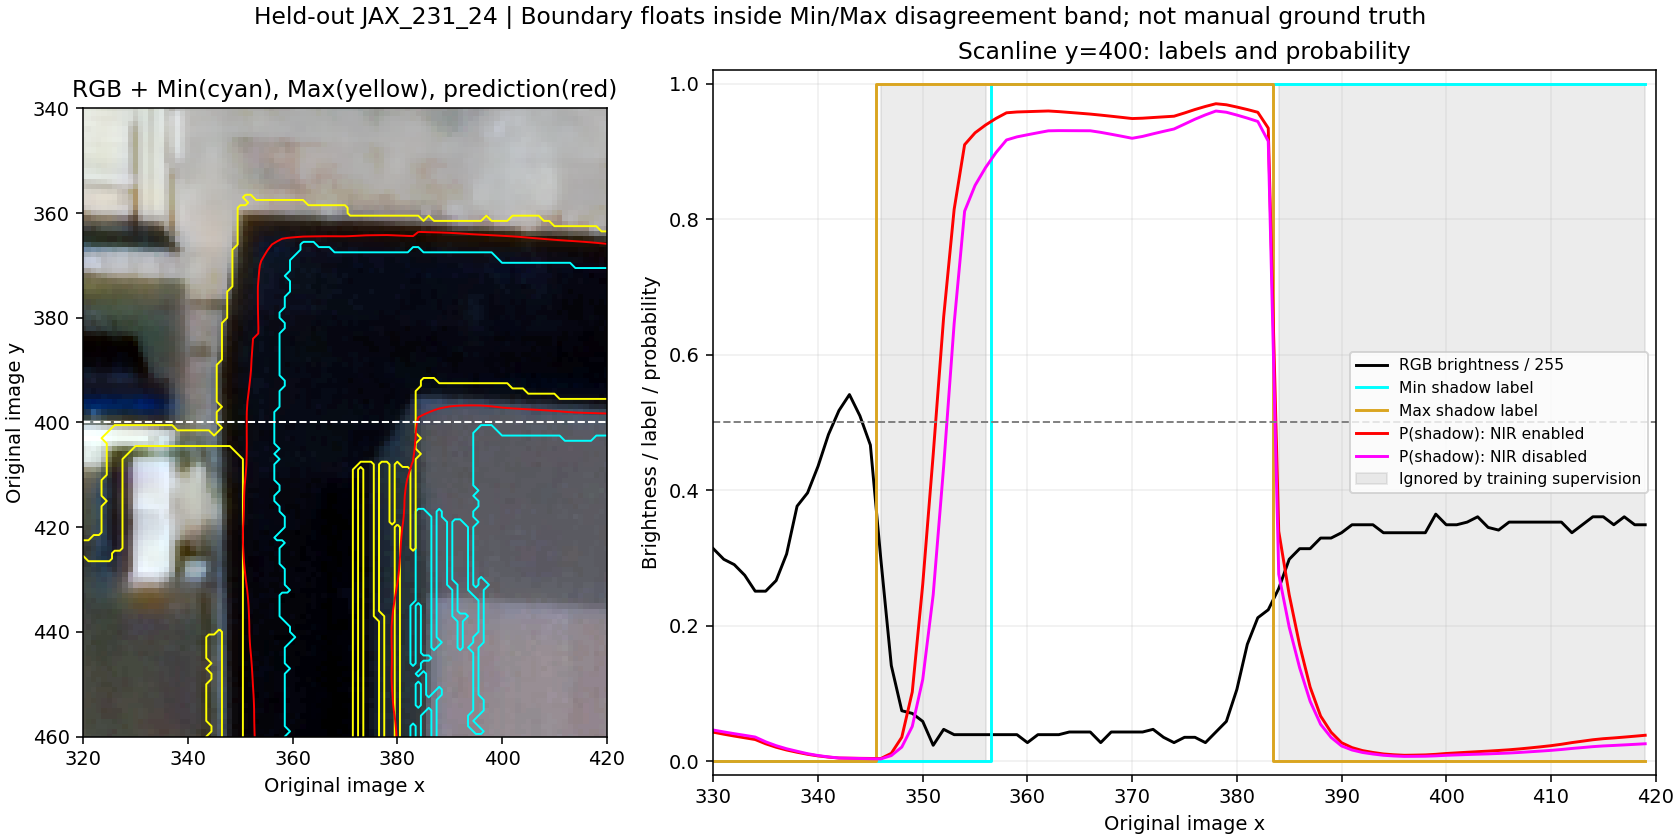 Held-out JAX_231_24 | Boundary floats inside Min/Max disagreement band; not manual ground truth
RGB + Min(cyan), Max(yellow), prediction(red)
340
360
380
400
420
440
460
320
340
360
380
400
420
Original image x
Original image y
Scanline y=400: labels and probability
1.0
0.8
0.6
0.4
0.2
0.0
330
340
350
360
370
380
390
400
410
420
Original image x
Brightness / label / probability
RGB brightness / 255
Min shadow label
Max shadow label
P(shadow): NIR enabled
P(shadow): NIR disabled
Ignored by training supervision